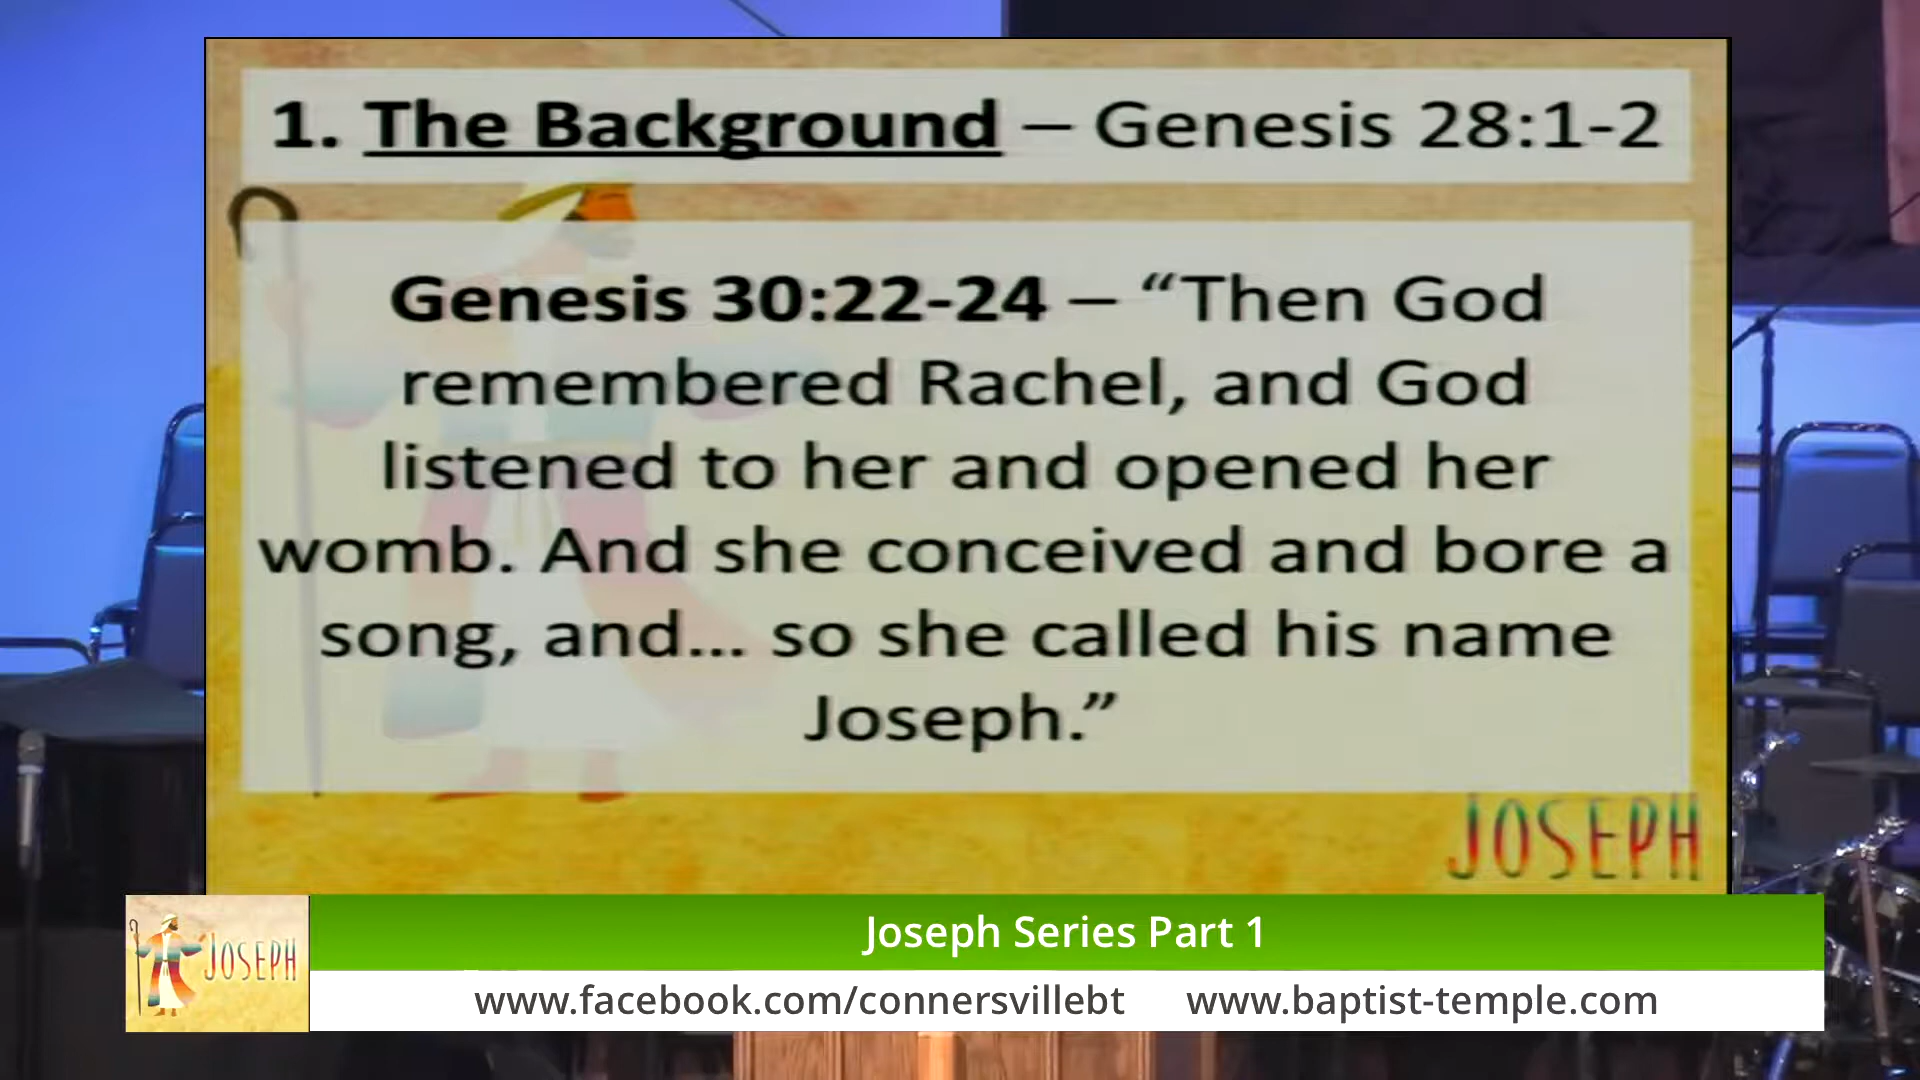 1. The Background – Genesis 28:1-2
Genesis 30:22-24 – “Then God
remembered Rachel, and God
listened to her and opened her
womb. And she conceived and bore a
song, and... so she called his name
Joseph.”
JOSEPH
JOSEPH
Joseph Series Part 1
www.facebook.com/connersvillebt www.baptist-temple.com